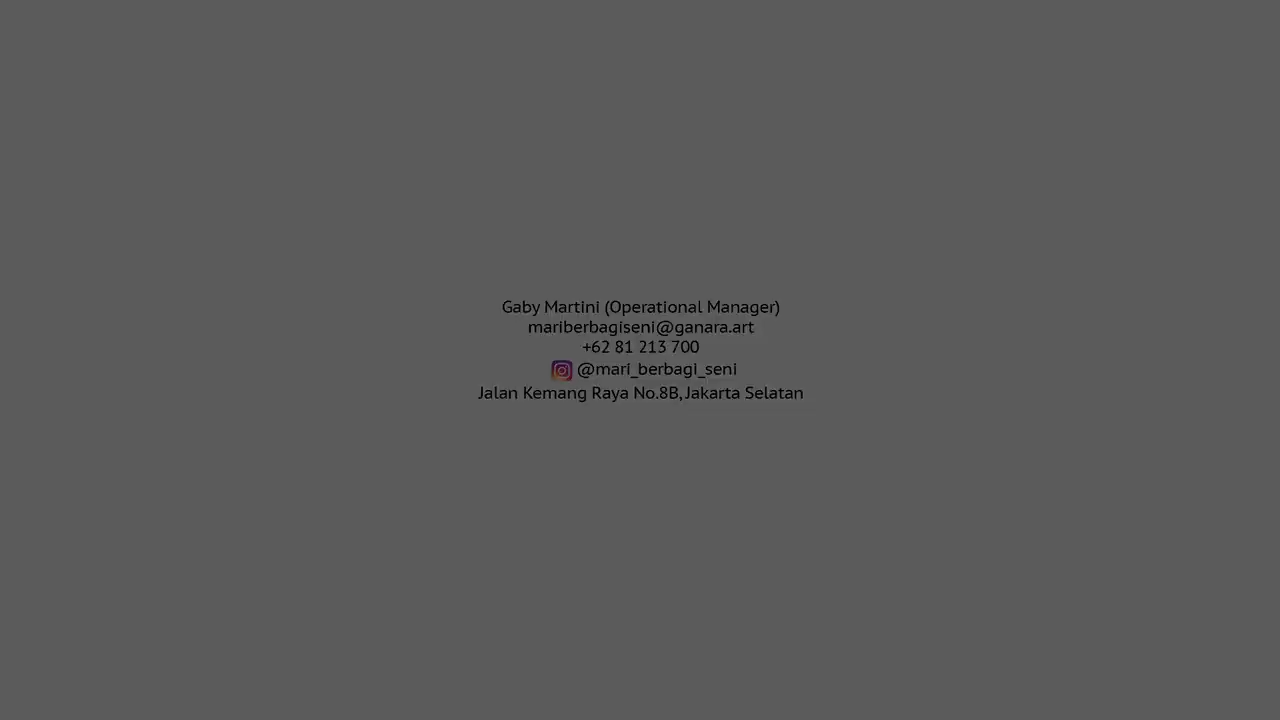 Gaby Martini (Operational Manager)
mariberbagiseni@ganara.art
+62 81 213 700
@mari_berbagi_seni
Jalan Kemang Raya No.8B, Jakarta Selatan